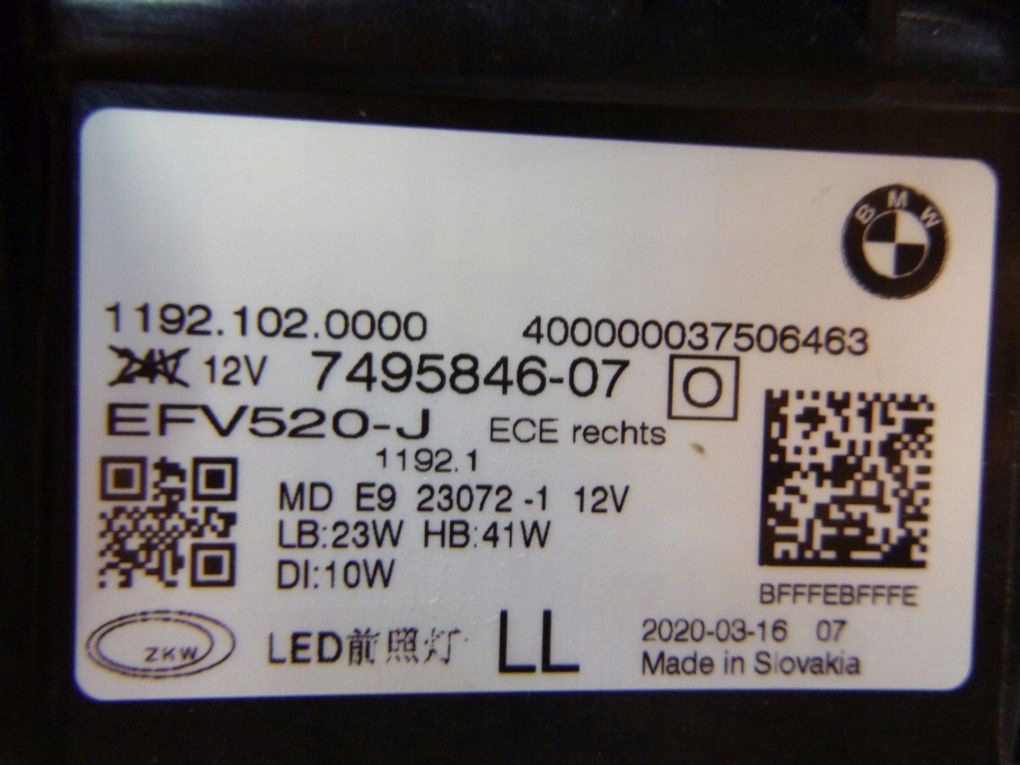 BMW
1192.102.0000 400000037506463
24V 12V 7495846-07 O
EFV520-J ECE rechts
1192.1
MD E9 23072 -1 12V
LB:23W HB:41W
DI:10W
BFFFEBFFFE
ZKW LED前照灯 LL 2020-03-16 07
Made in Slovakia